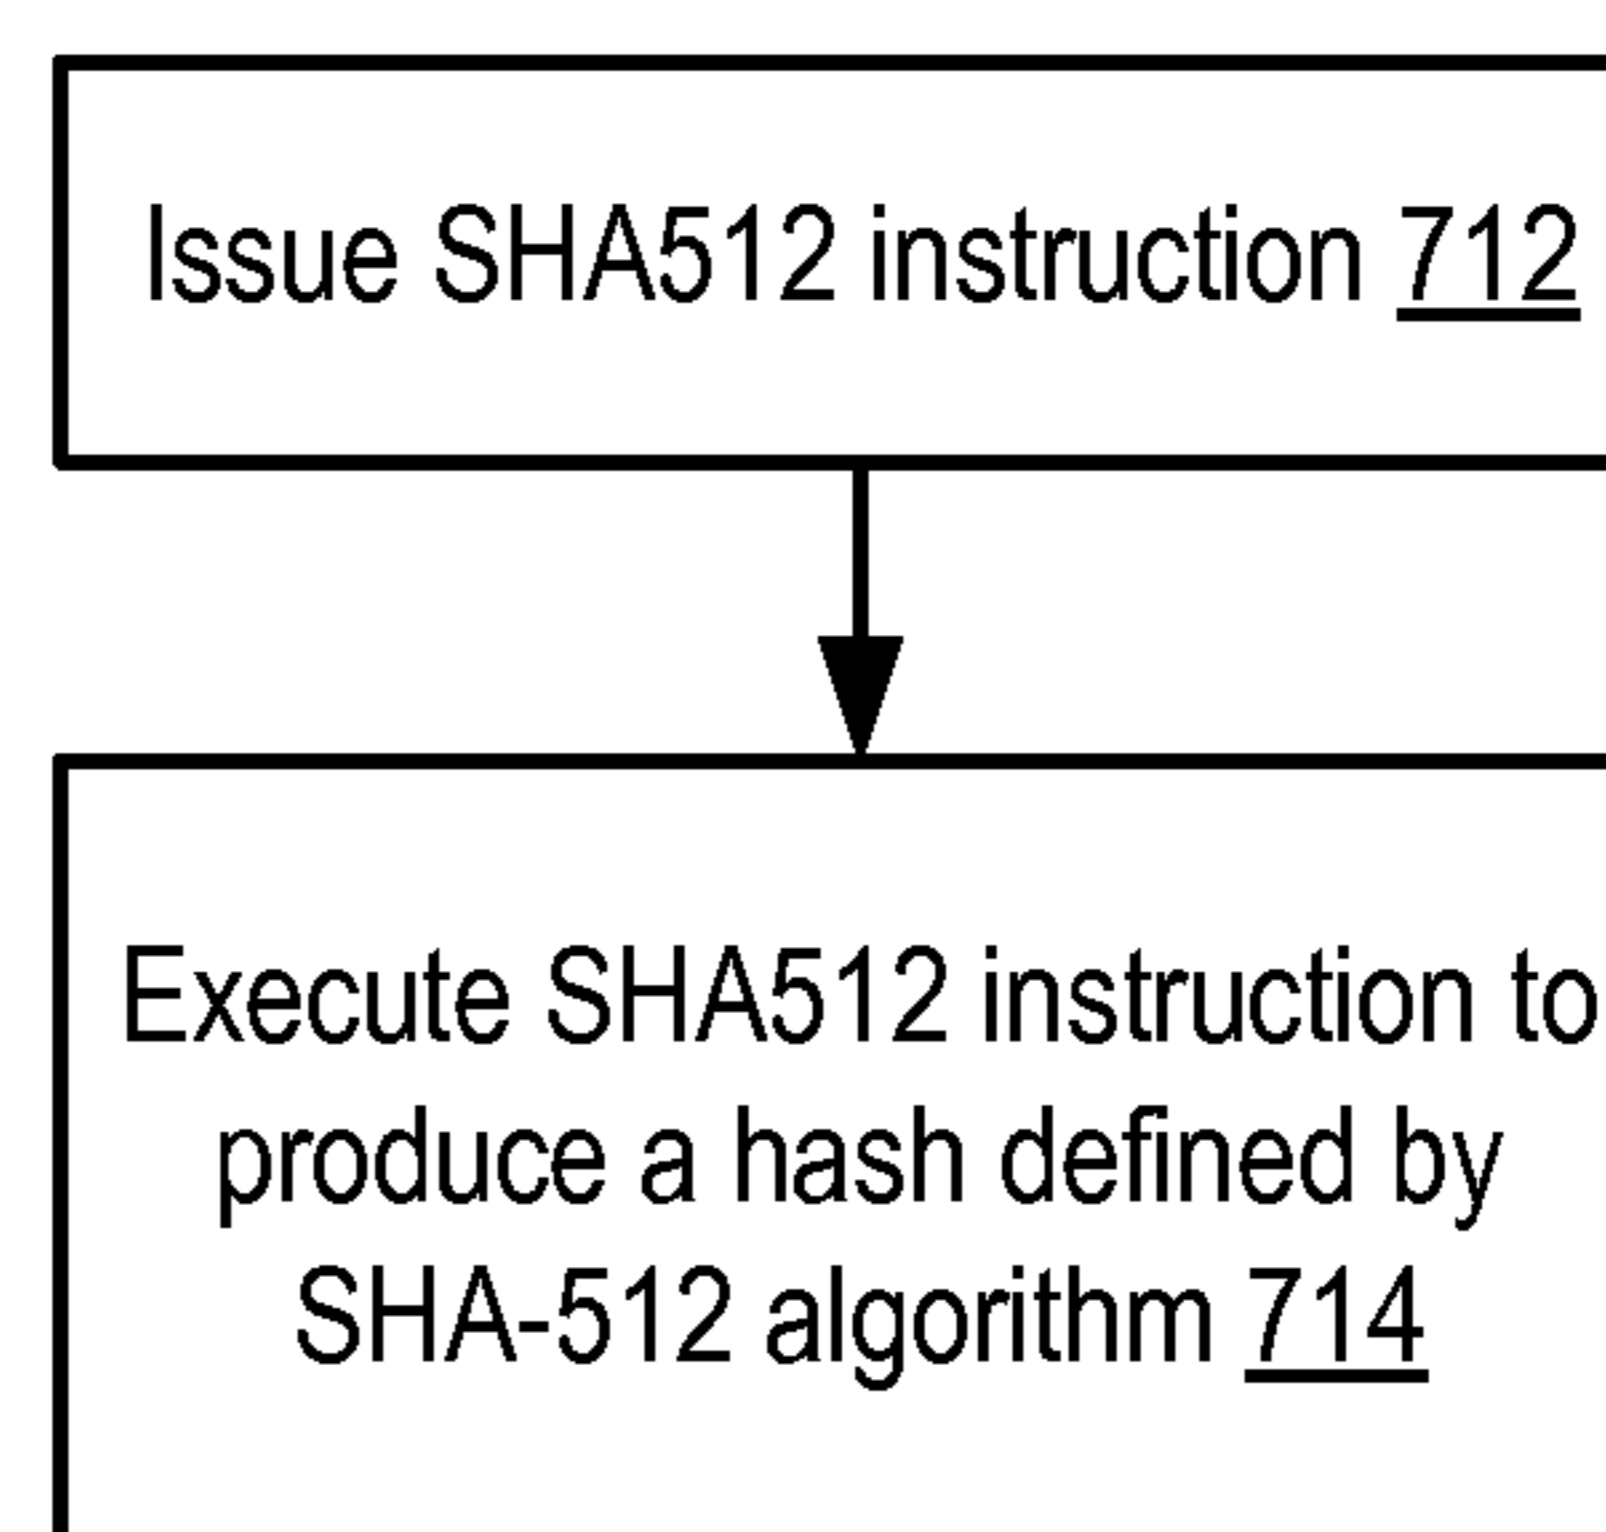 Issue SHA512 instruction 712
Execute SHA512 instruction to
produce a hash defined by
SHA-512 algorithm 714